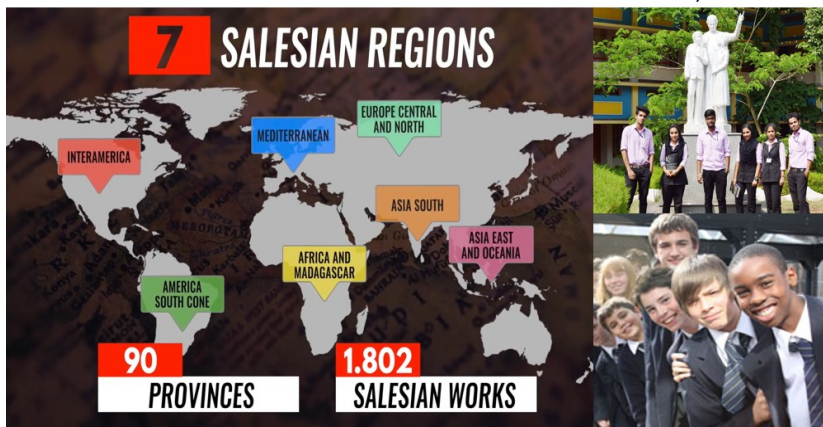 7 SALESIAN REGIONS
EUROPE CENTRAL
AND NORTH
MEDITERRANEAN
INTERAMERICA
ASIA SOUTH
ASIA EAST
AND OCEANIA
AFRICA AND
MADAGASCAR
AMERICA
SOUTH CONE
90
PROVINCES
1.802
SALESIAN WORKS